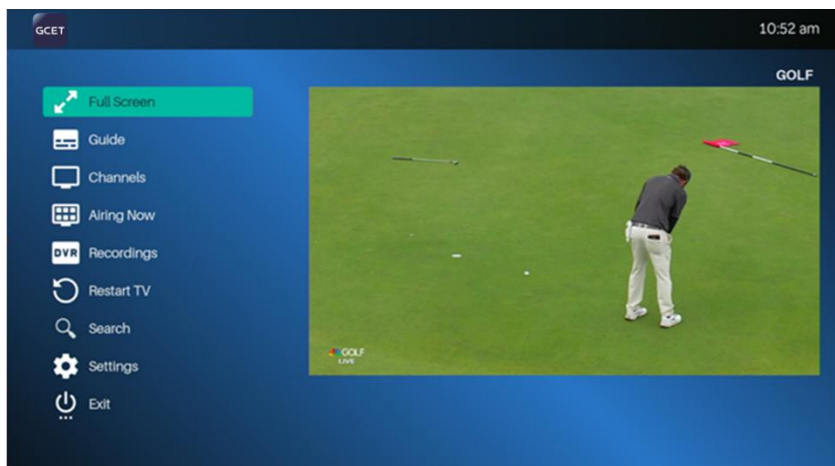 GCET
10:52 am
GOLF
Full Screen
Guide
Channels
Airing Now
DVR Recordings
Restart TV
Search
Settings
Exit
GOLF
LIVE